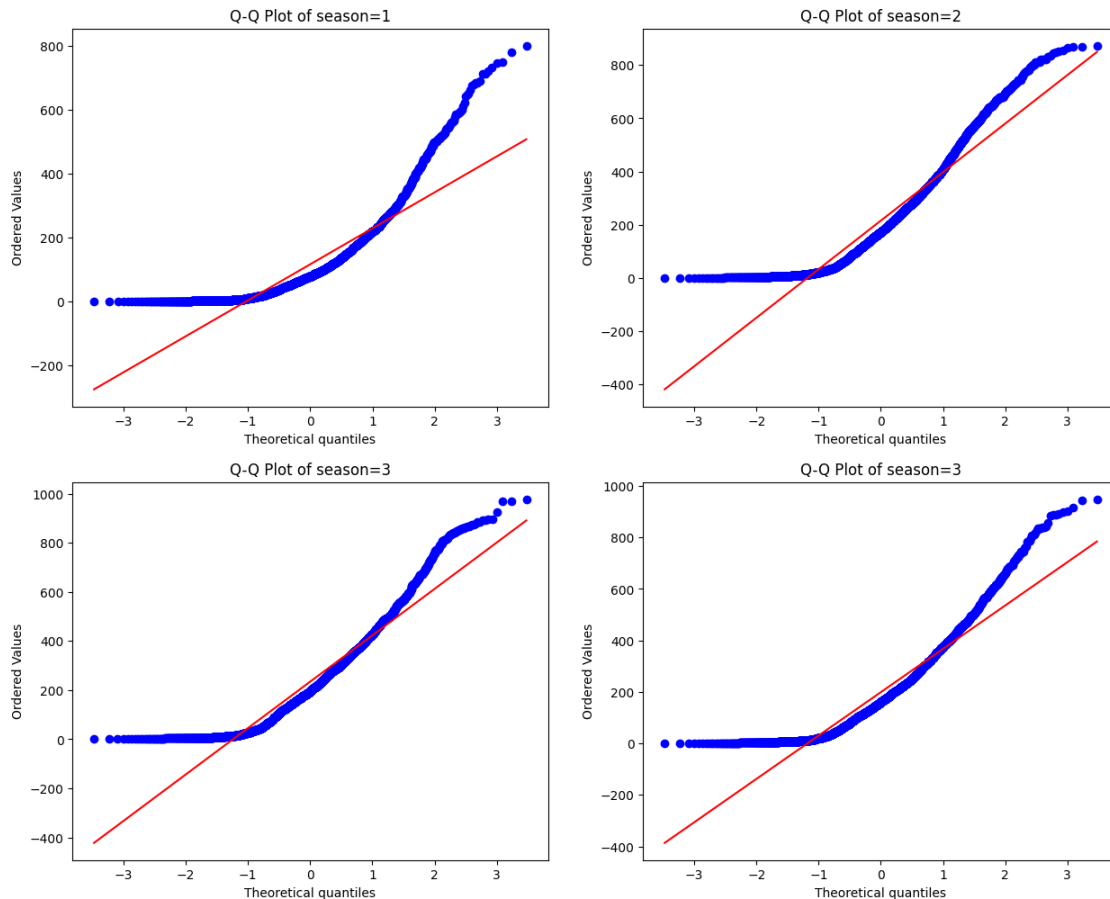 Q-Q Plot of season=1
Ordered Values
800
600
400
200
0
−200
−3 −2 −1 0 1 2 3
Theoretical quantiles
Q-Q Plot of season=2
Ordered Values
800
600
400
200
0
−200
−400
−3 −2 −1 0 1 2 3
Theoretical quantiles
Q-Q Plot of season=3
Ordered Values
1000
800
600
400
200
0
−200
−400
−3 −2 −1 0 1 2 3
Theoretical quantiles
Q-Q Plot of season=3
Ordered Values
1000
800
600
400
200
0
−200
−400
−3 −2 −1 0 1 2 3
Theoretical quantiles